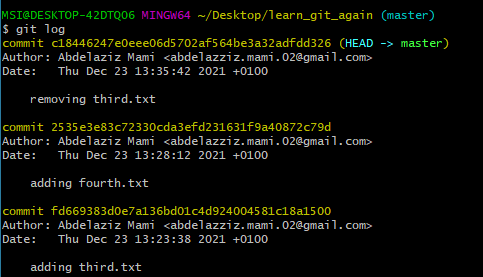 MSI@DESKTOP-42DTQO6 MINGW64 ~/Desktop/learn_git_again (master)
$ git log
commit c18446247e0eee06d5702af564be3a32adfdd326 (HEAD -> master)
Author: Abdelaziz Mami <abdelazziz.mami.02@gmail.com>
Date:   Thu Dec 23 13:35:42 2021 +0100
    removing third.txt
commit 2535e3e83c72330cda3efd231631f9a40872c79d
Author: Abdelaziz Mami <abdelazziz.mami.02@gmail.com>
Date:   Thu Dec 23 13:28:12 2021 +0100
    adding fourth.txt
commit fd669383d0e7a136bd01c4d924004581c18a1500
Author: Abdelaziz Mami <abdelazziz.mami.02@gmail.com>
Date:   Thu Dec 23 13:23:38 2021 +0100
    adding third.txt